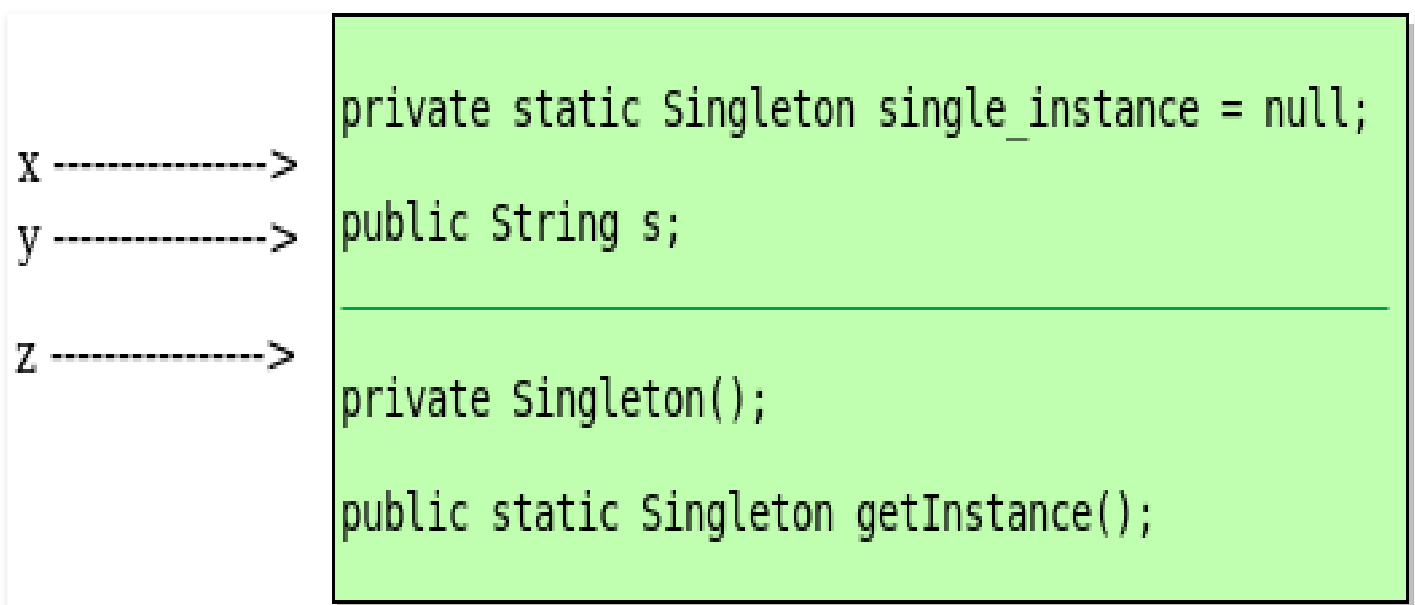 private static Singleton single_instance = null;
x ---------------->
public String s;
y ---------------->
z ---------------->
private Singleton();
public static Singleton getInstance();